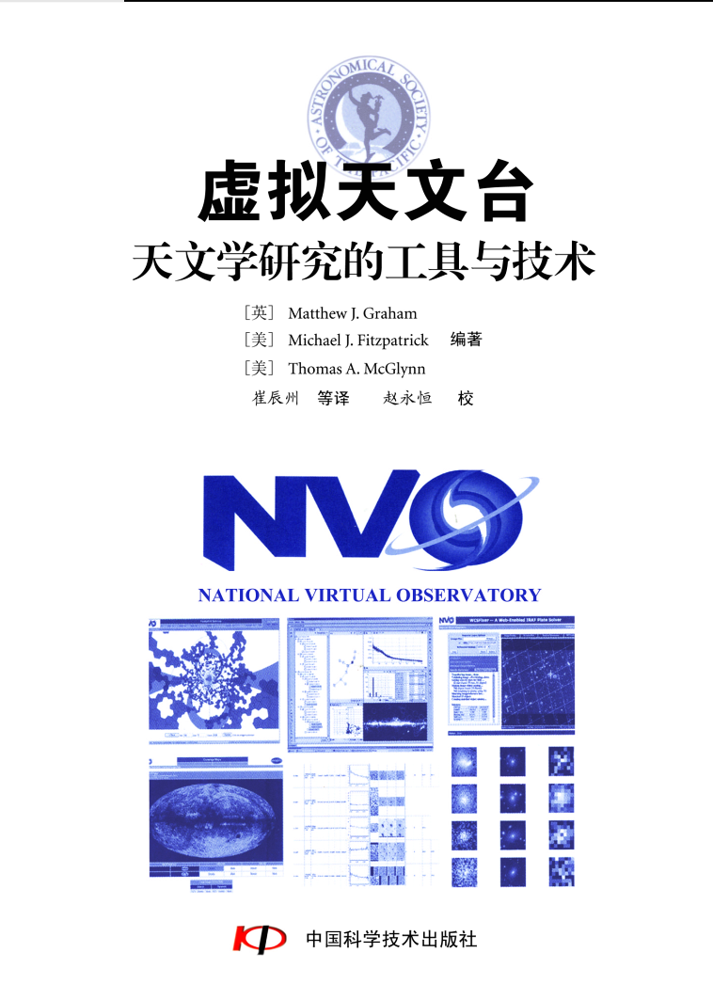 ASTRONOMICAL SOCIETY OF THE PACIFIC
虚拟天文台
天文学研究的工具与技术
［英］ Matthew J. Graham
［美］ Michael J. Fitzpatrick 编著
［美］ Thomas A. McGlynn
崔辰州 等译 赵永恒 校
NVO
NATIONAL VIRTUAL OBSERVATORY
NVO WCSFixer -- A Web-Enabled IRAF Plate Solver
中国科学技术出版社